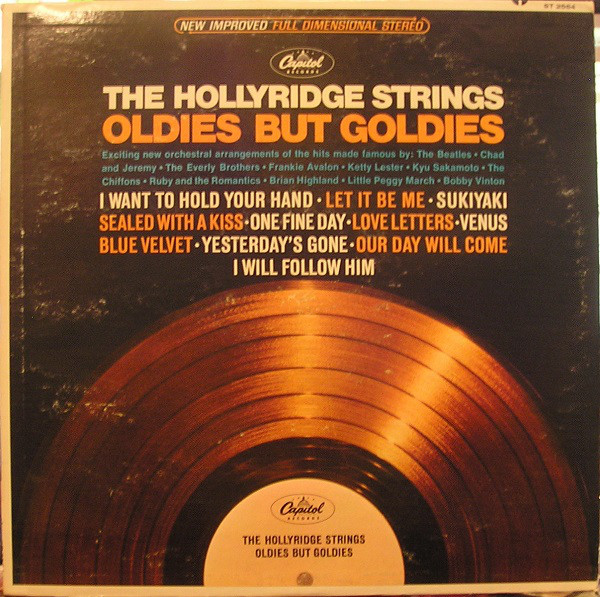 NEW IMPROVED FULL DIMENSIONAL STEREO
ST 2564
Capitol
RECORDS
THE HOLLYRIDGE STRINGS
OLDIES BUT GOLDIES
Exciting new orchestral arrangements of the hits made famous by: The Beatles • Chad
and Jeremy • The Everly Brothers • Frankie Avalon • Ketty Lester • Kyu Sakamoto • The
Chiffons • Ruby and the Romantics • Brian Highland • Little Peggy March • Bobby Vinton
I WANT TO HOLD YOUR HAND • LET IT BE ME • SUKIYAKI
SEALED WITH A KISS • ONE FINE DAY • LOVE LETTERS • VENUS
BLUE VELVET • YESTERDAY'S GONE • OUR DAY WILL COME
I WILL FOLLOW HIM
Capitol
RECORDS
THE HOLLYRIDGE STRINGS
OLDIES BUT GOLDIES